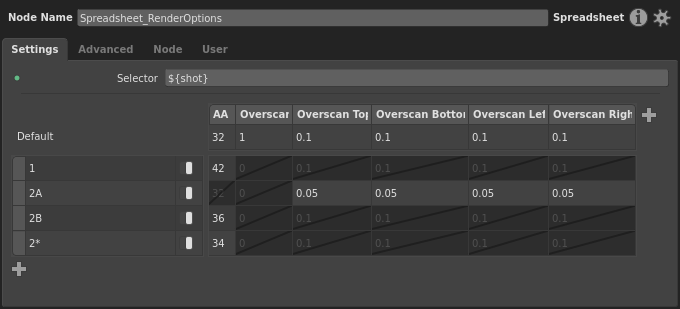 Node Name Spreadsheet_RenderOptions Spreadsheet
Settings Advanced Node User
Selector ${shot}
AA Overscan Overscan Top Overscan Bottor Overscan Lef Overscan Righ
Default 32 1 0.1 0.1 0.1 0.1
1 42 0 0.1 0.1 0.1 0.1
2A 32 0 0.05 0.05 0.05 0.05
2B 36 0 0.1 0.1 0.1 0.1
2* 34 0 0.1 0.1 0.1 0.1